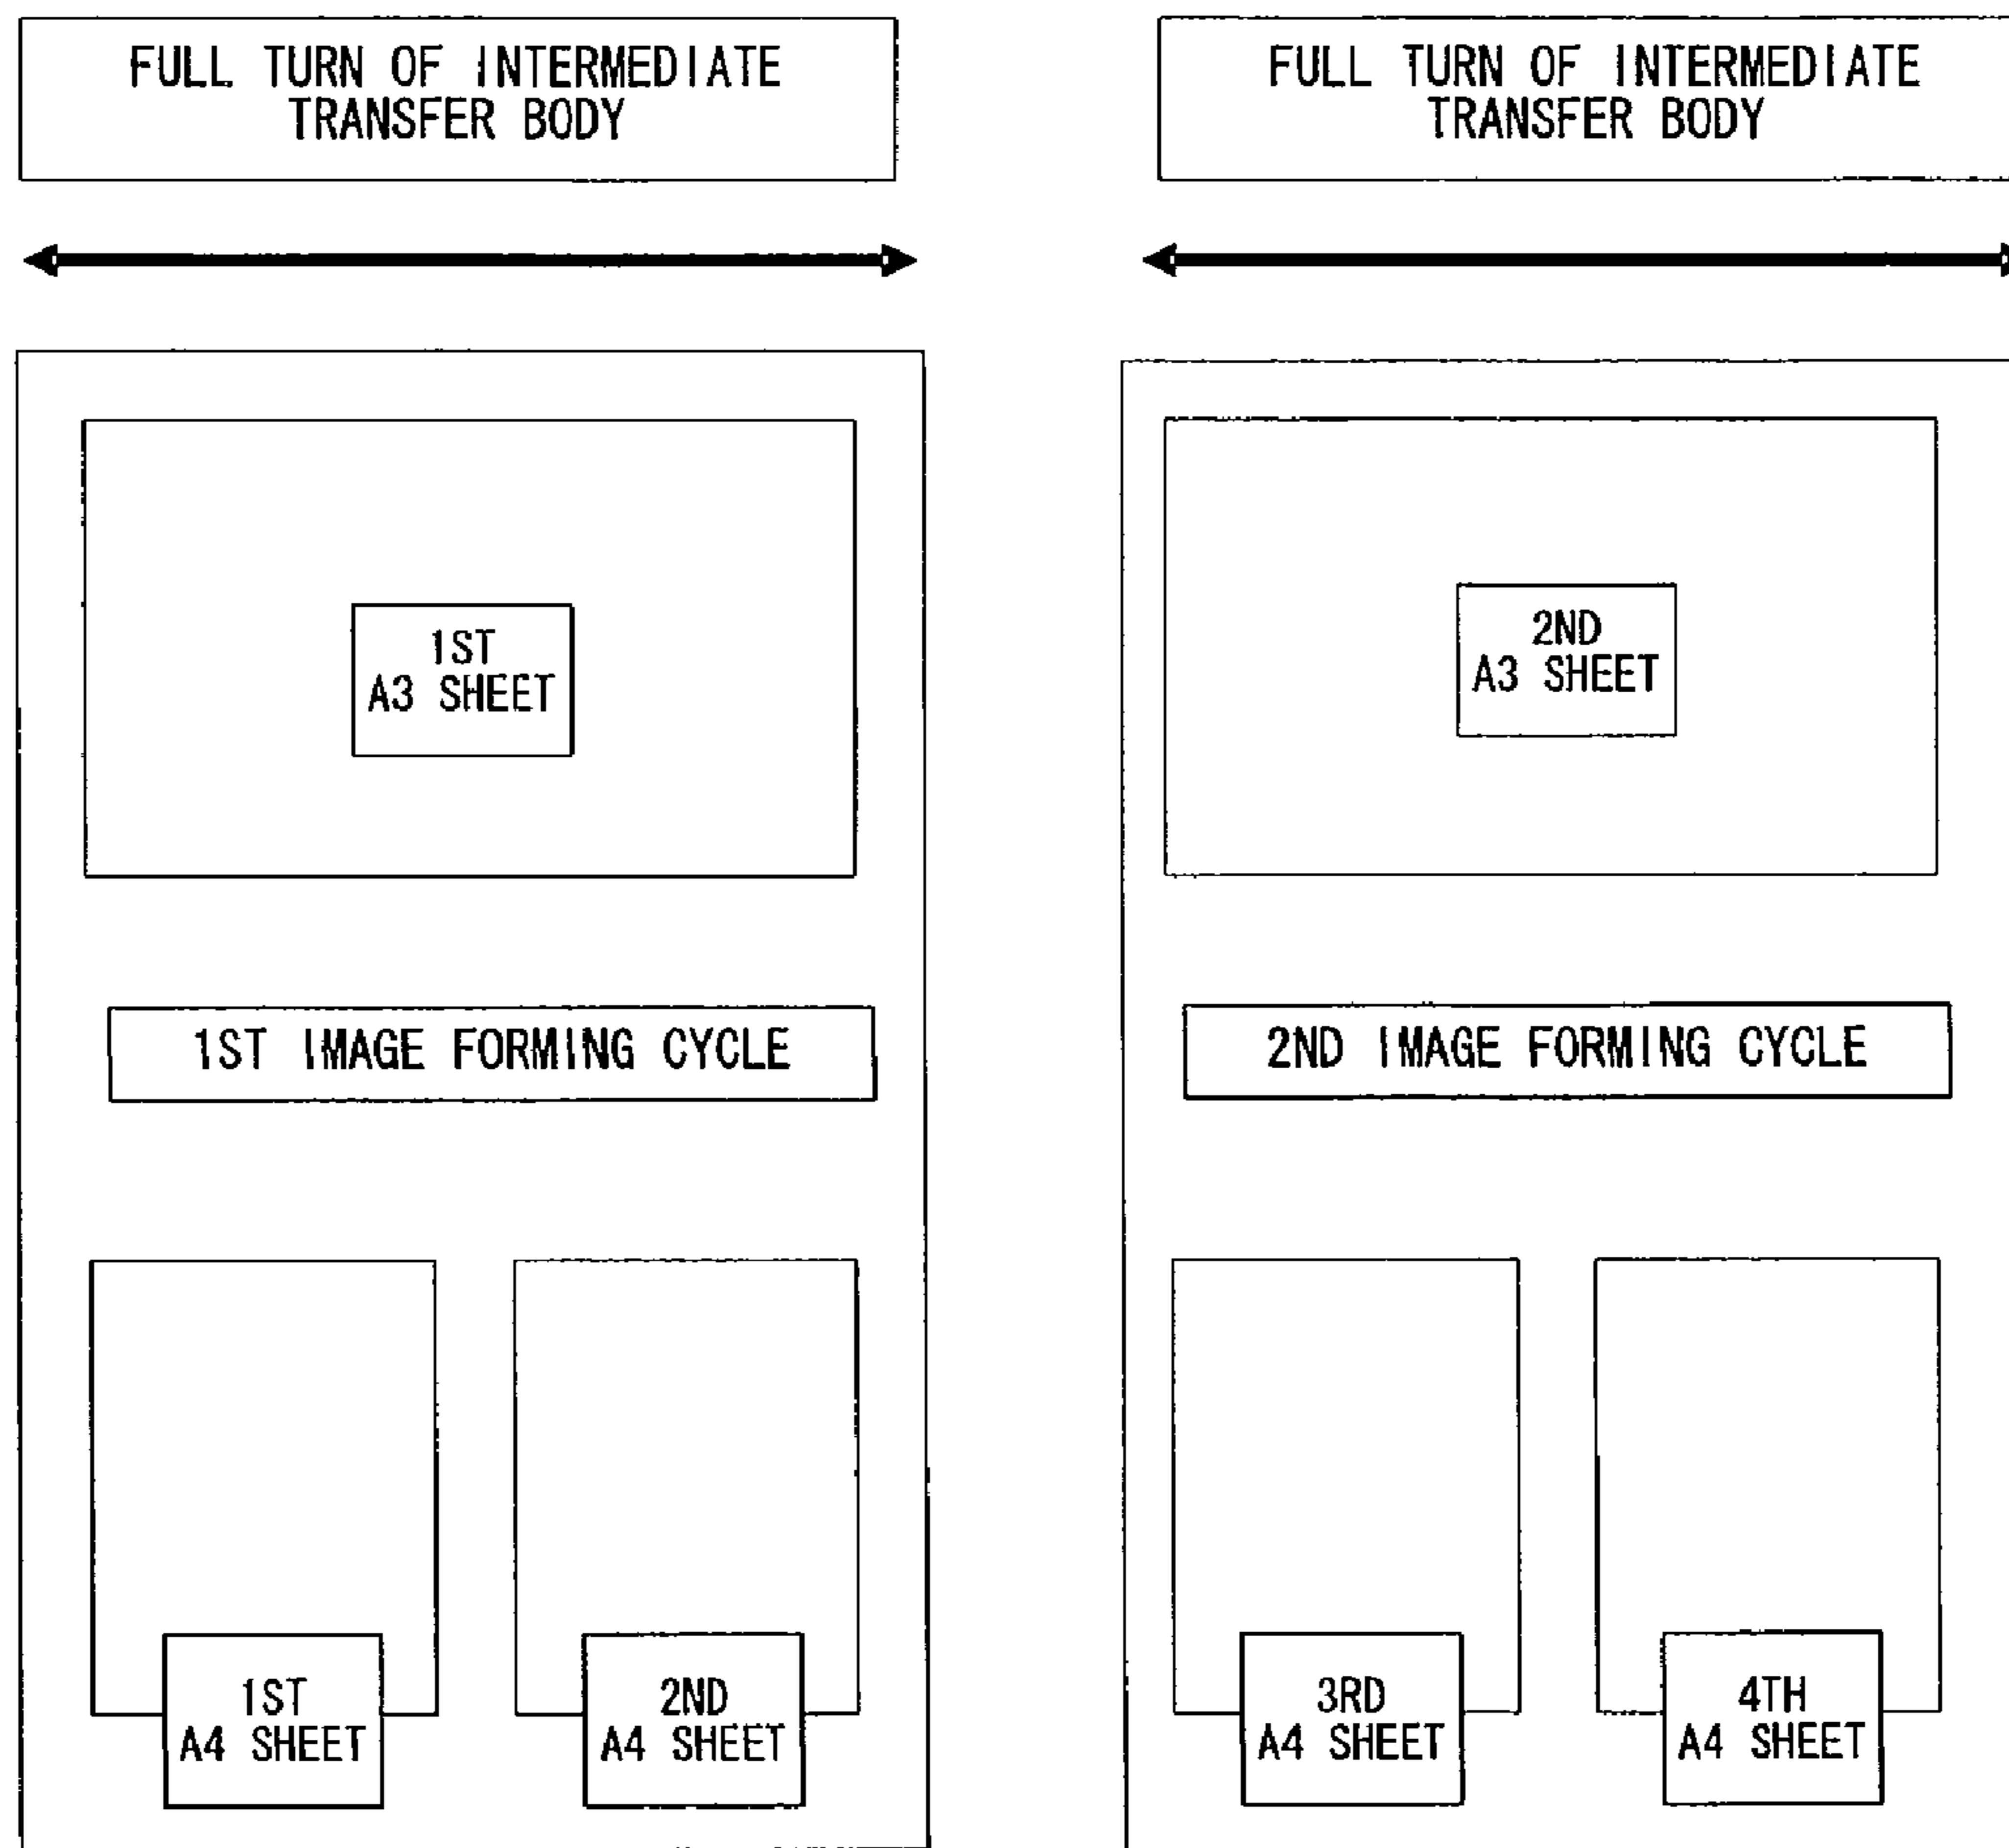 FULL TURN OF INTERMEDIATE
TRANSFER BODY
FULL TURN OF INTERMEDIATE
TRANSFER BODY
1ST
A3 SHEET
2ND
A3 SHEET
1ST IMAGE FORMING CYCLE
2ND IMAGE FORMING CYCLE
1ST
A4 SHEET
2ND
A4 SHEET
3RD
A4 SHEET
4TH
A4 SHEET